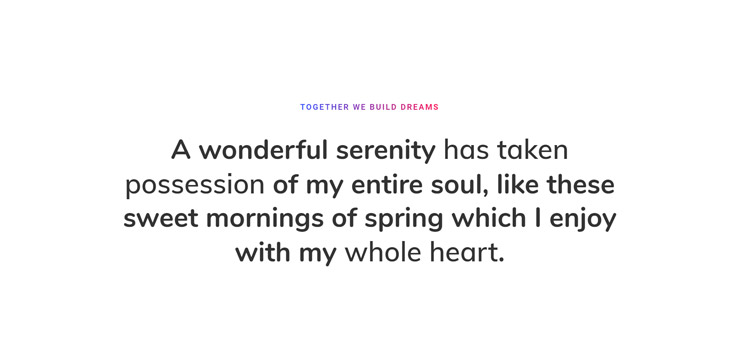 TOGETHER WE BUILD DREAMS
A wonderful serenity has taken
possession of my entire soul, like these
sweet mornings of spring which I enjoy
with my whole heart.